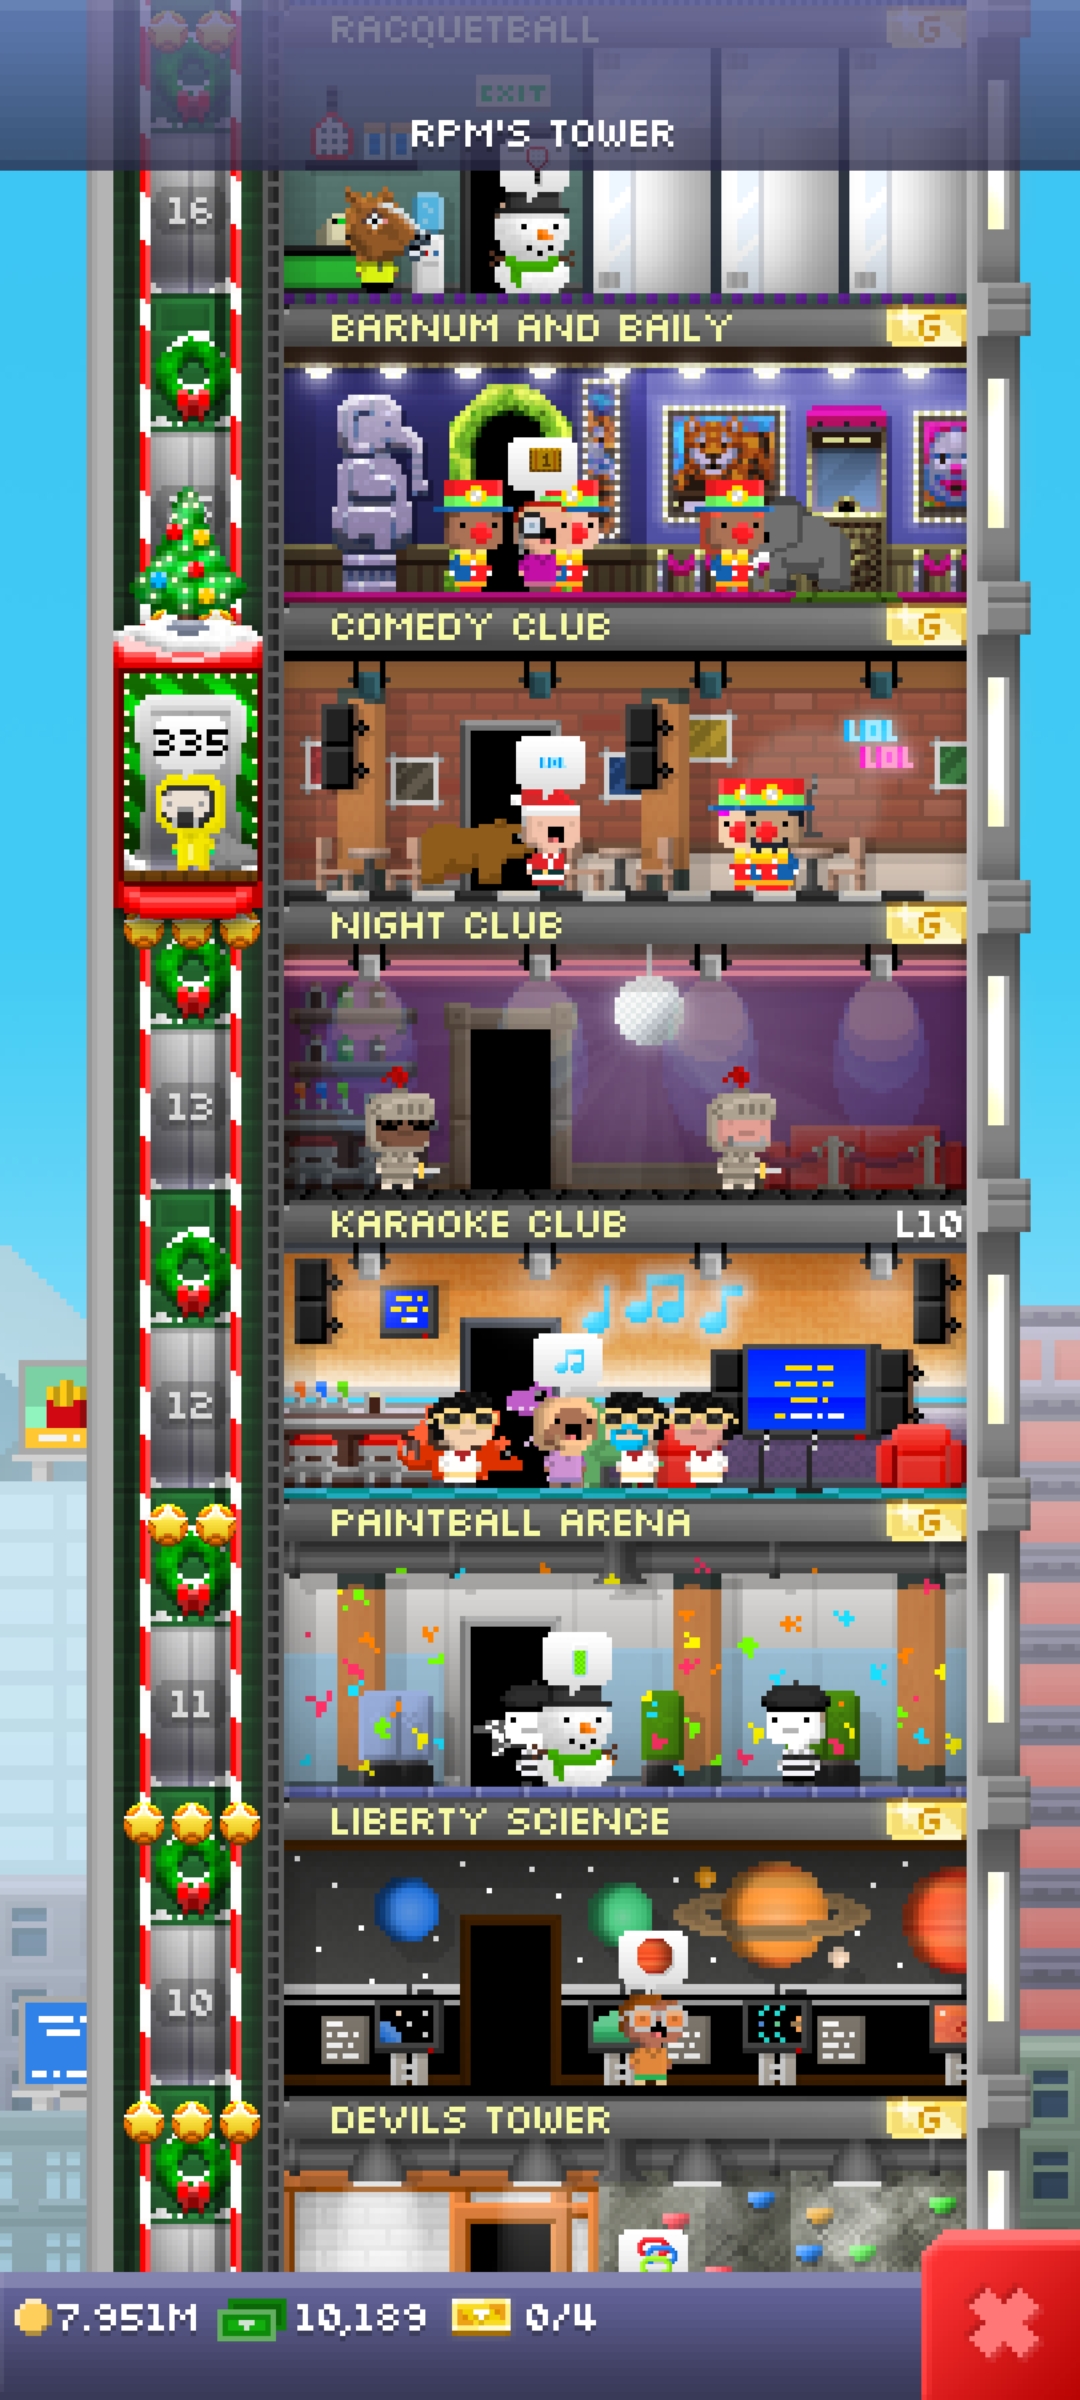 RACQUETBALL G
EXIT
RPM'S TOWER
16
BARNUM AND BAILY G
1
COMEDY CLUB G
335
LOL
LOL
LOL
NIGHT CLUB G
13
KARAOKE CLUB L10
12
PAINTBALL ARENA G
11
LIBERTY SCIENCE G
10
DEVILS TOWER G
7.951M 10,189 0/4